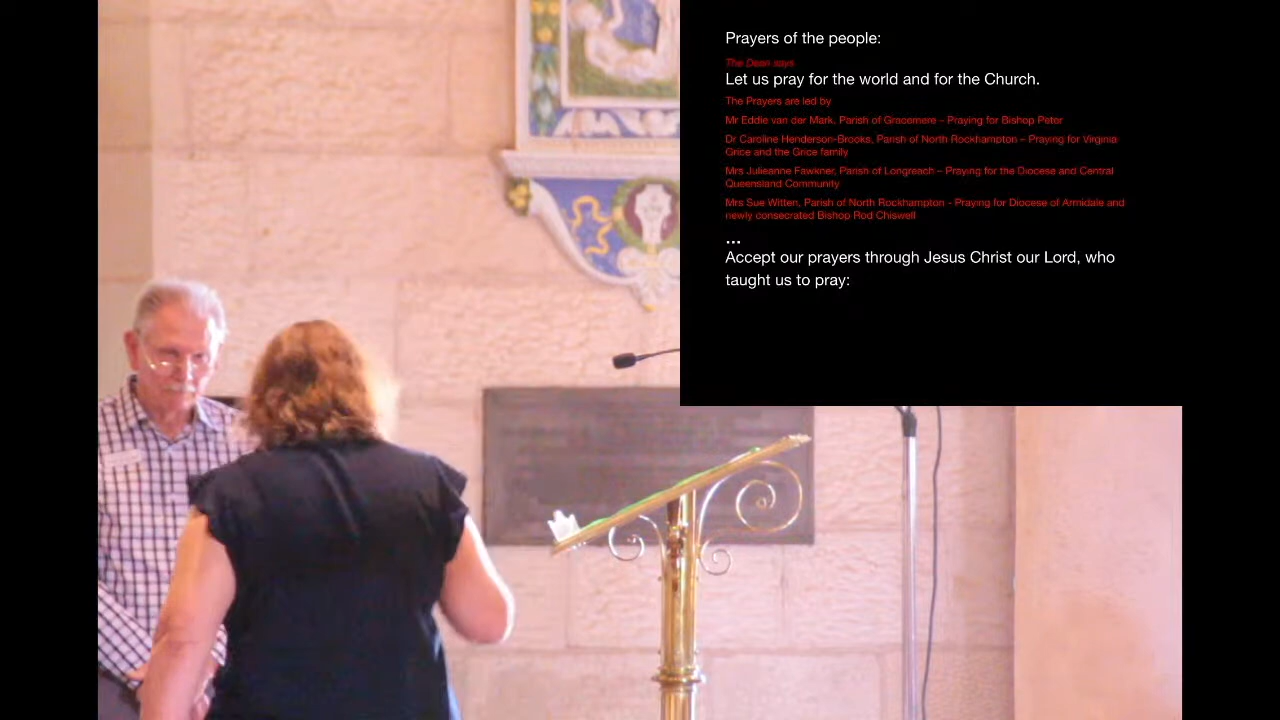 Prayers of the people:
The Dean says
Let us pray for the world and for the Church.
The Prayers are led by
Mr Eddie van der Mark, Parish of Gracemere – Praying for Bishop Peter
Dr Caroline Henderson-Brooks, Parish of North Rockhampton – Praying for Virginia
Grice and the Grice family
Mrs Julieanne Fawkner, Parish of Longreach – Praying for the Diocese and Central
Queensland Community
Mrs Sue Witten, Parish of North Rockhampton - Praying for Diocese of Armidale and
newly consecrated Bishop Rod Chiswell
...
Accept our prayers through Jesus Christ our Lord, who
taught us to pray: